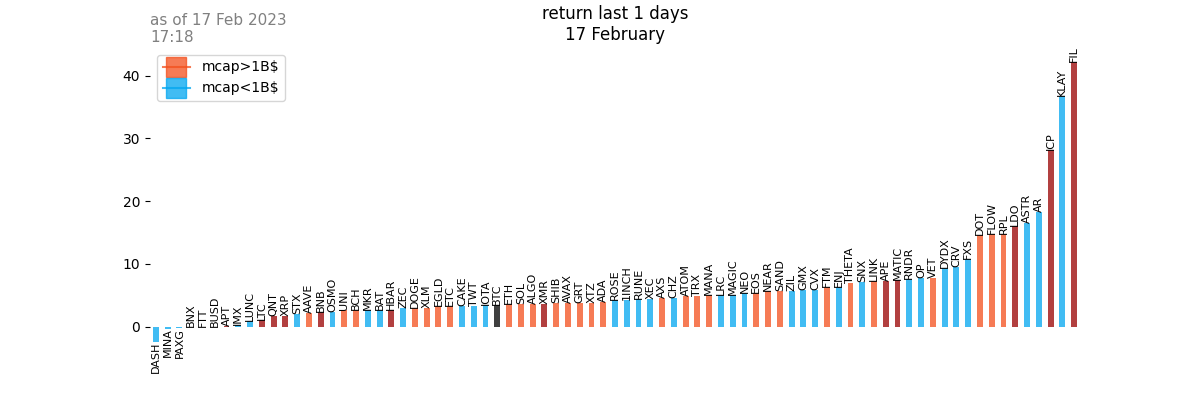 as of 17 Feb 2023
17:18
return last 1 days
17 February
mcap>1B$
mcap<1B$
40
30
20
10
0
DASH
MINA
PAXG
BNX
FTT
BUSD
APT
IMX
LUNC
LTC
QNT
XRP
STX
AAVE
BNB
OSMO
UNI
BCH
MKR
BAT
HBAR
ZEC
DOGE
XLM
EGLD
ETC
CAKE
TWT
IOTA
BTC
ETH
SOL
ALGO
XMR
SHIB
AVAX
GRT
XTZ
ADA
ROSE
1INCH
RUNE
XEC
AXS
CHZ
ATOM
TRX
MANA
LRC
MAGIC
NEO
EOS
NEAR
SAND
ZIL
GMX
CVX
FTM
ENJ
THETA
SNX
LINK
APE
MATIC
RNDR
OP
VET
DYDX
CRV
FXS
DOT
FLOW
RPL
LDO
ASTR
AR
ICP
KLAY
FIL